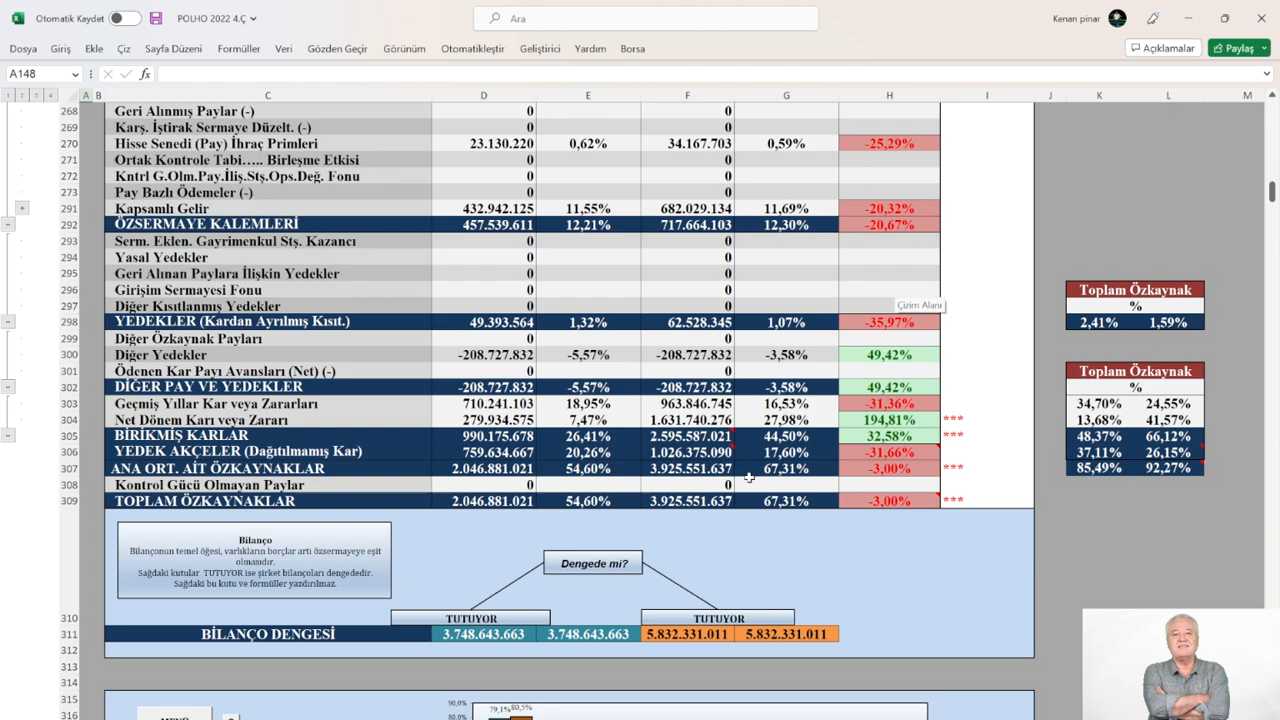 Otomatik Kaydet POLHO 2022 4.Ç Ara Kenan pinar
Dosya Giriş Ekle Çiz Sayfa Düzeni Formüller Veri Gözden Geçir Görünüm Otomatikleştir Geliştirici Yardım Borsa Açıklamalar Paylaş
A148 fx
1 2 3 4 A B C D E F G H I J K L M
268 Geri Alınmış Paylar (-) 0 0
269 Karş. İştirak Sermaye Düzelt. (-) 0 0
270 Hisse Senedi (Pay) İhraç Primleri 23.130.220 0,62% 34.167.703 0,59% -25,29%
271 Ortak Kontrole Tabi….. Birleşme Etkisi 0 0
272 Kntrl G.Olm.Pay.İliş.Stş.Ops.Değ. Fonu 0 0
273 Pay Bazlı Ödemeler (-) 0 0
291 Kapsamlı Gelir 432.942.125 11,55% 682.029.134 11,69% -20,32%
292 ÖZSERMAYE KALEMLERİ 457.539.611 12,21% 717.664.103 12,30% -20,67%
293 Serm. Eklen. Gayrimenkul Stş. Kazancı 0 0
294 Yasal Yedekler 0 0
295 Geri Alınan Paylara İlişkin Yedekler 0 0
296 Girişim Sermayesi Fonu 0 0 Toplam Özkaynak
297 Diğer Kısıtlanmış Yedekler 0 0 Çizim Alanı %
298 YEDEKLER (Kardan Ayrılmış Kısıt.) 49.393.564 1,32% 62.528.345 1,07% -35,97% 2,41% 1,59%
299 Diğer Özkaynak Payları 0 0
300 Diğer Yedekler -208.727.832 -5,57% -208.727.832 -3,58% 49,42%
301 Ödenen Kar Payı Avansları (Net) (-) 0 0 Toplam Özkaynak
302 DİĞER PAY VE YEDEKLER -208.727.832 -5,57% -208.727.832 -3,58% 49,42% %
303 Geçmiş Yıllar Kar veya Zararları 710.241.103 18,95% 963.846.745 16,53% -31,36% 34,70% 24,55%
304 Net Dönem Karı veya Zararı 279.934.575 7,47% 1.631.740.276 27,98% 194,81% *** 13,68% 41,57%
305 BİRİKMİŞ KARLAR 990.175.678 26,41% 2.595.587.021 44,50% 32,58% *** 48,37% 66,12%
306 YEDEK AKÇELER (Dağıtılmamış Kar) 759.634.667 20,26% 1.026.375.090 17,60% -31,66% 37,11% 26,15%
307 ANA ORT. AİT ÖZKAYNAKLAR 2.046.881.021 54,60% 3.925.551.637 67,31% -3,00% *** 85,49% 92,27%
308 Kontrol Gücü Olmayan Paylar 0 0
309 TOPLAM ÖZKAYNAKLAR 2.046.881.021 54,60% 3.925.551.637 67,31% -3,00% ***
Bilanço
Bilançonun temel öğesi, varlıkların borçlar artı özsermayeye eşit
olmasıdır.
Sağdaki kutular TUTUYOR ise şirket bilançoları dengededir.
Sağdaki bu kutu ve formüller yazdırılmaz.
Dengede mi?
310 TUTUYOR TUTUYOR
311 BİLANÇO DENGESİ 3.748.643.663 3.748.643.663 5.832.331.011 5.832.331.011
312
313
314
315 90,0%
79,1% 80,5%
316 MENÜ 80,0%